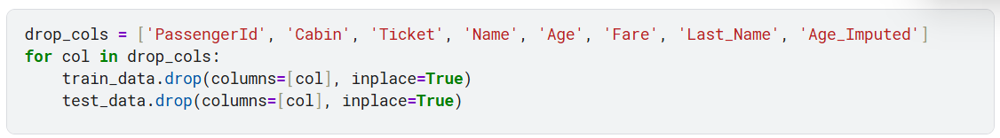 drop_cols = ['PassengerId', 'Cabin', 'Ticket', 'Name', 'Age', 'Fare', 'Last_Name', 'Age_Imputed']
for col in drop_cols:
    train_data.drop(columns=[col], inplace=True)
    test_data.drop(columns=[col], inplace=True)